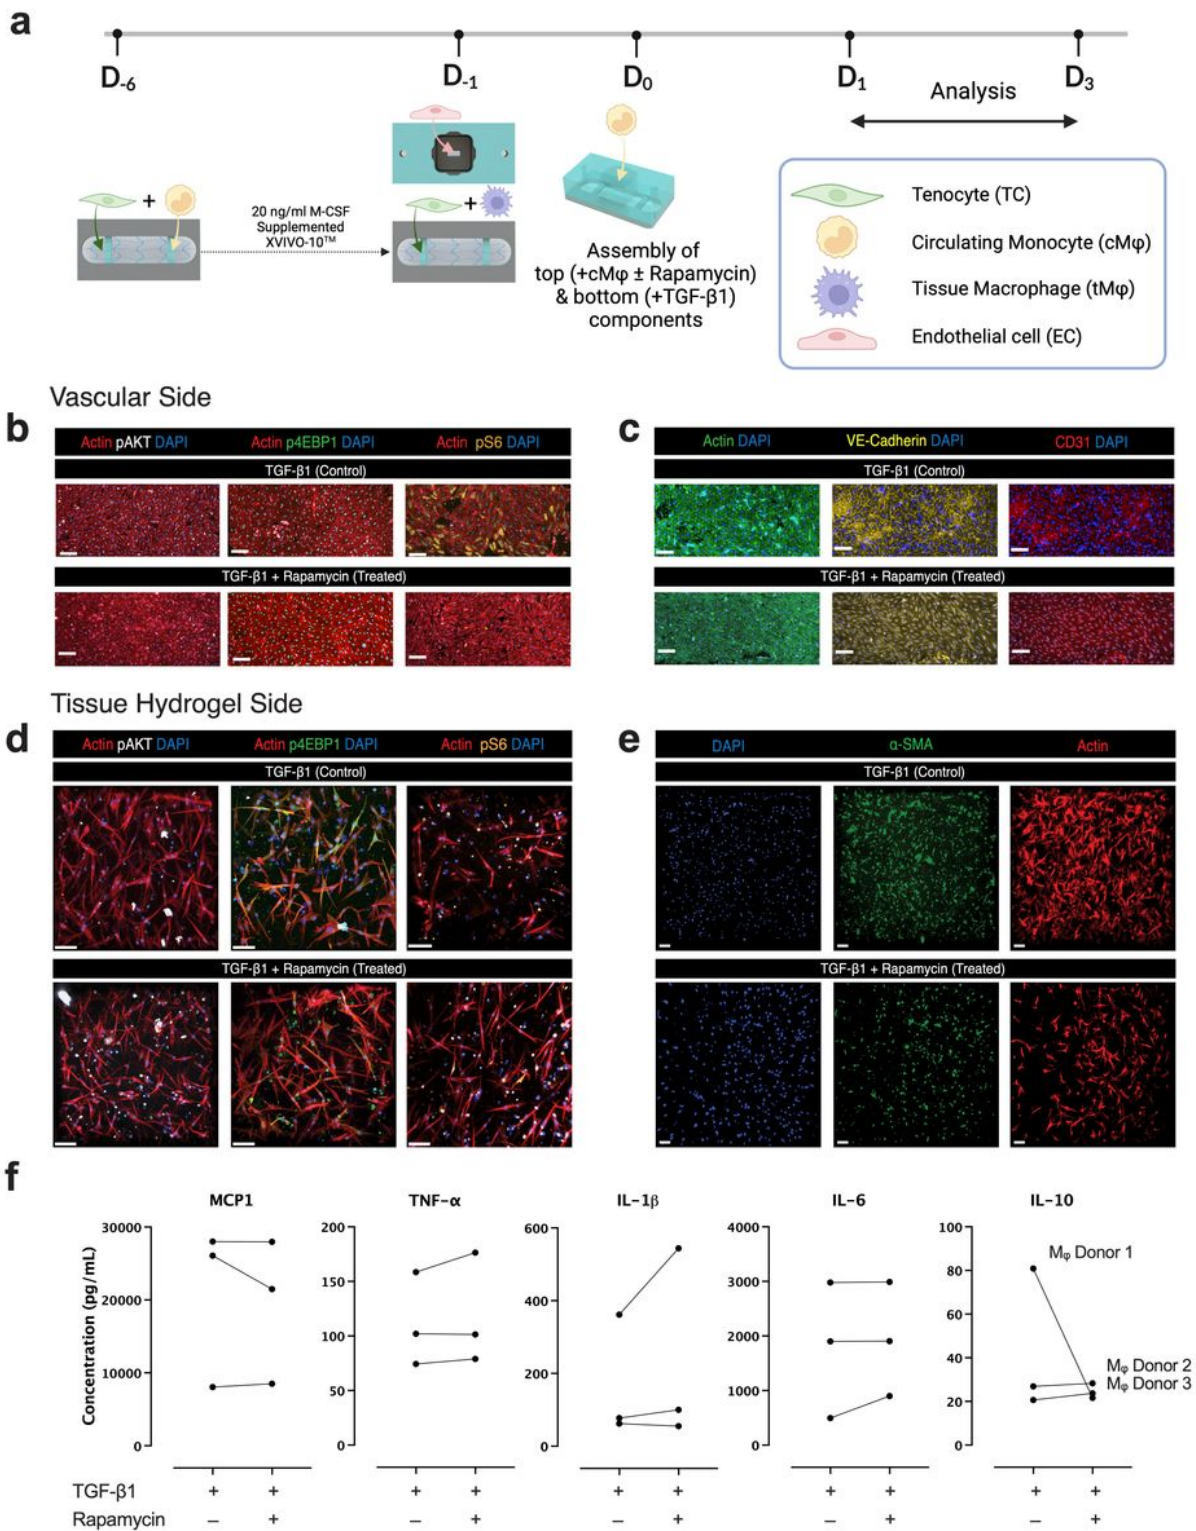 a
D-6
D-1
D0
D1
D3
Analysis
+
20 ng/ml M-CSF
Supplemented
XVIVO-10™
+
Assembly of
top (+cMφ ± Rapamycin)
& bottom (+TGF-β1)
components
Tenocyte (TC)
Circulating Monocyte (cMφ)
Tissue Macrophage (tMφ)
Endothelial cell (EC)
Vascular Side
b
Actin pAKT DAPI
Actin p4EBP1 DAPI
Actin pS6 DAPI
TGF-β1 (Control)
TGF-β1 + Rapamycin (Treated)
c
Actin DAPI
VE-Cadherin DAPI
CD31 DAPI
TGF-β1 (Control)
TGF-β1 + Rapamycin (Treated)
Tissue Hydrogel Side
d
Actin pAKT DAPI
Actin p4EBP1 DAPI
Actin pS6 DAPI
TGF-β1 (Control)
TGF-β1 + Rapamycin (Treated)
e
DAPI
α-SMA
Actin
TGF-β1 (Control)
TGF-β1 + Rapamycin (Treated)
f
MCP1
Concentration (pg/mL)
30000
20000
10000
0
TNF-α
200
150
100
50
0
IL-1β
600
400
200
0
IL-6
4000
3000
2000
1000
0
IL-10
100
80
60
40
20
0
Mφ Donor 1
Mφ Donor 2
Mφ Donor 3
TGF-β1 + + + + + + + + + +
Rapamycin – + – + – + – + – +